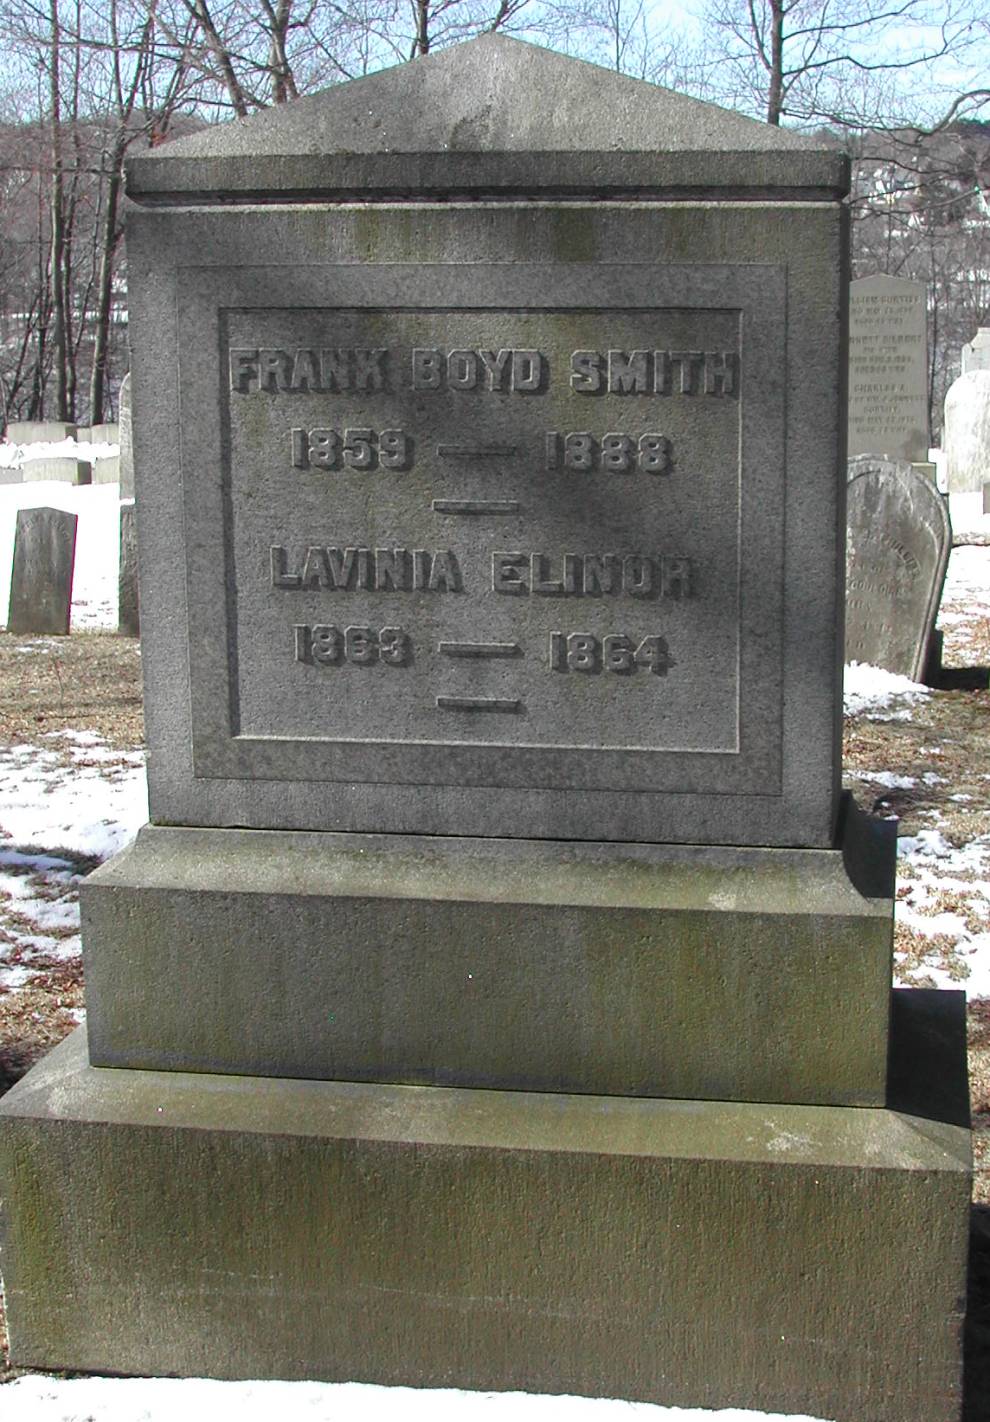 FRANK BOYD SMITH
1859 — 1888
LAVINIA ELINOR
1863 — 1864